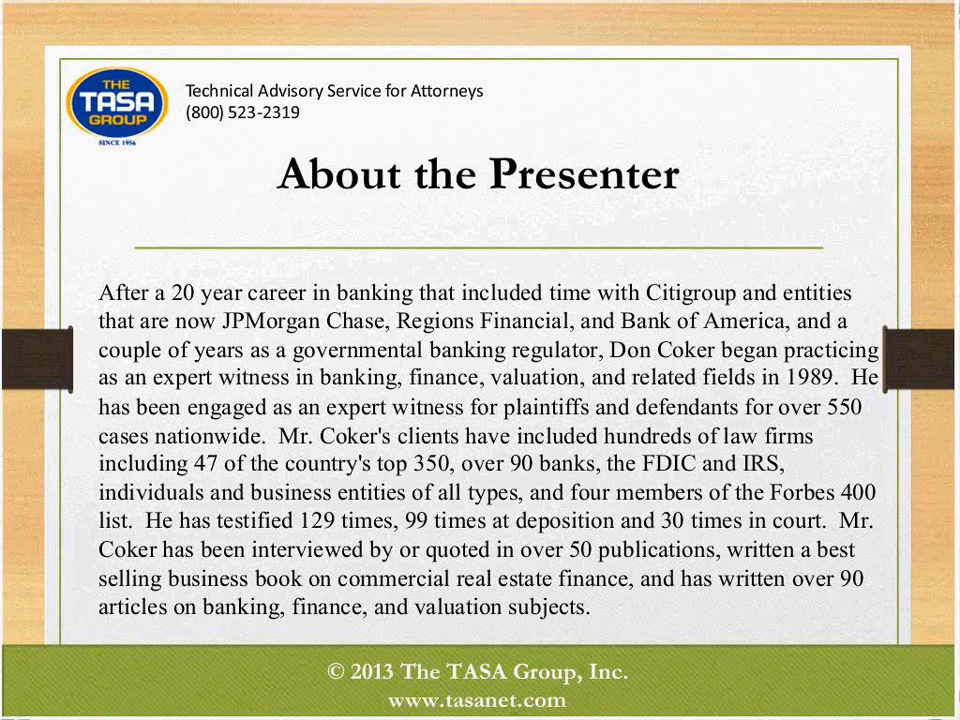 THE
TASA
GROUP
SINCE 1956
Technical Advisory Service for Attorneys
(800) 523-2319
About the Presenter
After a 20 year career in banking that included time with Citigroup and entities
that are now JPMorgan Chase, Regions Financial, and Bank of America, and a
couple of years as a governmental banking regulator, Don Coker began practicing
as an expert witness in banking, finance, valuation, and related fields in 1989.  He
has been engaged as an expert witness for plaintiffs and defendants for over 550
cases nationwide.  Mr. Coker's clients have included hundreds of law firms
including 47 of the country's top 350, over 90 banks, the FDIC and IRS,
individuals and business entities of all types, and four members of the Forbes 400
list.  He has testified 129 times, 99 times at deposition and 30 times in court.  Mr.
Coker has been interviewed by or quoted in over 50 publications, written a best
selling business book on commercial real estate finance, and has written over 90
articles on banking, finance, and valuation subjects.
© 2013 The TASA Group, Inc.
www.tasanet.com